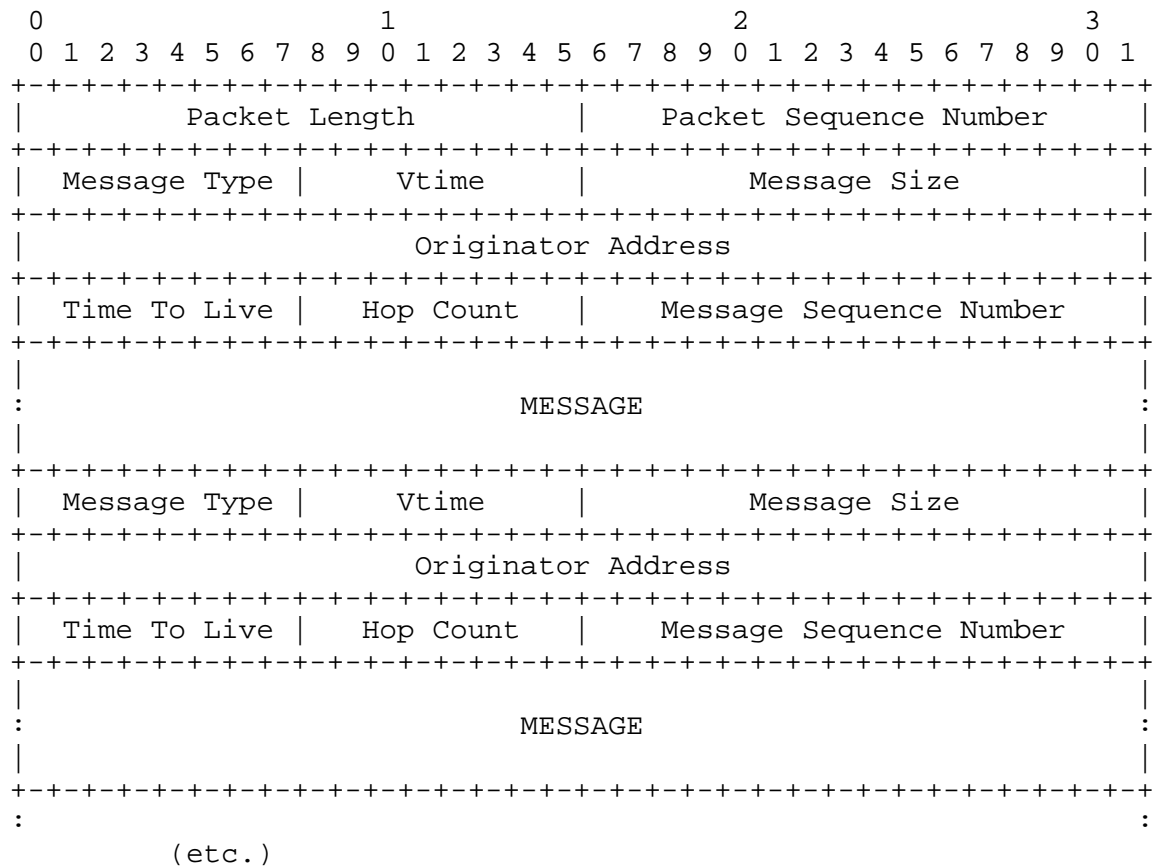 0                   1                   2                   3
 0 1 2 3 4 5 6 7 8 9 0 1 2 3 4 5 6 7 8 9 0 1 2 3 4 5 6 7 8 9 0 1
+-+-+-+-+-+-+-+-+-+-+-+-+-+-+-+-+-+-+-+-+-+-+-+-+-+-+-+-+-+-+-+-+
|         Packet Length         |    Packet Sequence Number     |
+-+-+-+-+-+-+-+-+-+-+-+-+-+-+-+-+-+-+-+-+-+-+-+-+-+-+-+-+-+-+-+-+
|  Message Type |     Vtime     |         Message Size          |
+-+-+-+-+-+-+-+-+-+-+-+-+-+-+-+-+-+-+-+-+-+-+-+-+-+-+-+-+-+-+-+-+
|                      Originator Address                       |
+-+-+-+-+-+-+-+-+-+-+-+-+-+-+-+-+-+-+-+-+-+-+-+-+-+-+-+-+-+-+-+-+
|  Time To Live |   Hop Count   |    Message Sequence Number    |
+-+-+-+-+-+-+-+-+-+-+-+-+-+-+-+-+-+-+-+-+-+-+-+-+-+-+-+-+-+-+-+-+
|                                                               |
:                            MESSAGE                            :
|                                                               |
+-+-+-+-+-+-+-+-+-+-+-+-+-+-+-+-+-+-+-+-+-+-+-+-+-+-+-+-+-+-+-+-+
|  Message Type |     Vtime     |         Message Size          |
+-+-+-+-+-+-+-+-+-+-+-+-+-+-+-+-+-+-+-+-+-+-+-+-+-+-+-+-+-+-+-+-+
|                      Originator Address                       |
+-+-+-+-+-+-+-+-+-+-+-+-+-+-+-+-+-+-+-+-+-+-+-+-+-+-+-+-+-+-+-+-+
|  Time To Live |   Hop Count   |    Message Sequence Number    |
+-+-+-+-+-+-+-+-+-+-+-+-+-+-+-+-+-+-+-+-+-+-+-+-+-+-+-+-+-+-+-+-+
|                                                               |
:                            MESSAGE                            :
|                                                               |
+-+-+-+-+-+-+-+-+-+-+-+-+-+-+-+-+-+-+-+-+-+-+-+-+-+-+-+-+-+-+-+-+
:                                                               :
         (etc.)